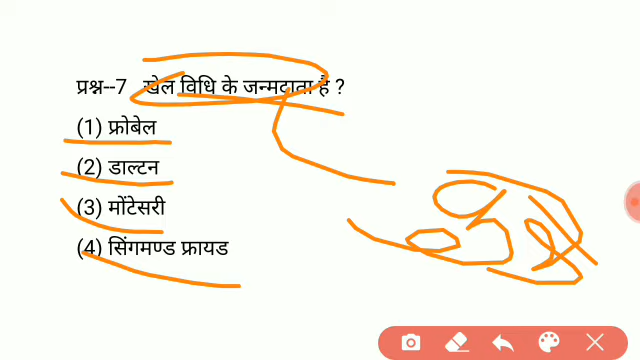 प्रश्न--7 खेल विधि के जन्मदाता है ?
(1) फ्रोबेल
(2) डाल्टन
(3) मोंटेसरी
(4) सिंगमण्ड फ्रायड